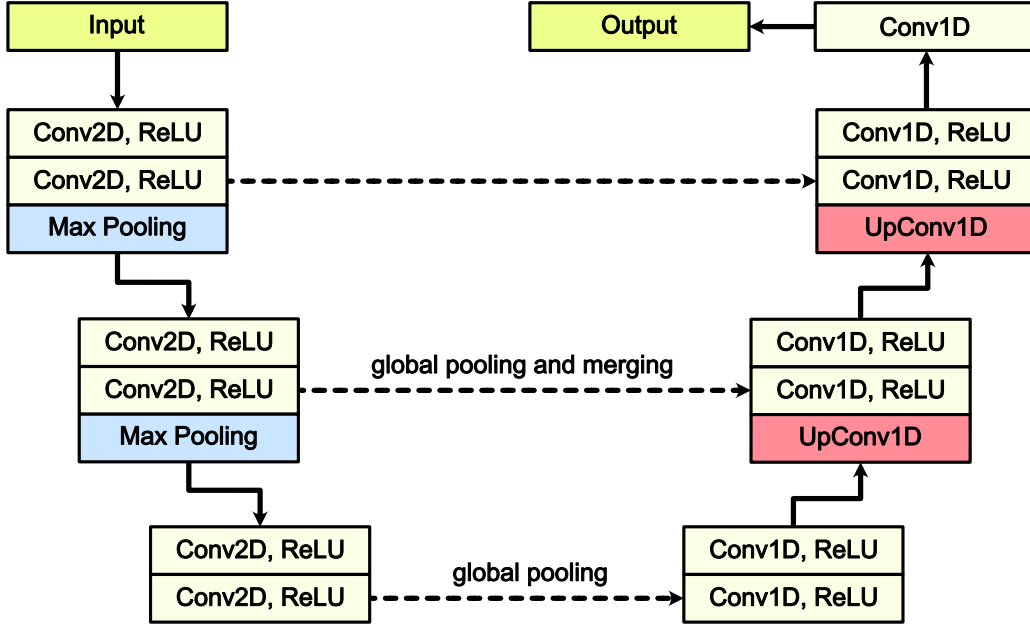 Input
Output
Conv1D
Conv2D, ReLU
Conv2D, ReLU
Max Pooling
Conv1D, ReLU
Conv1D, ReLU
UpConv1D
Conv2D, ReLU
Conv2D, ReLU
Max Pooling
global pooling and merging
Conv1D, ReLU
Conv1D, ReLU
UpConv1D
Conv2D, ReLU
Conv2D, ReLU
global pooling
Conv1D, ReLU
Conv1D, ReLU